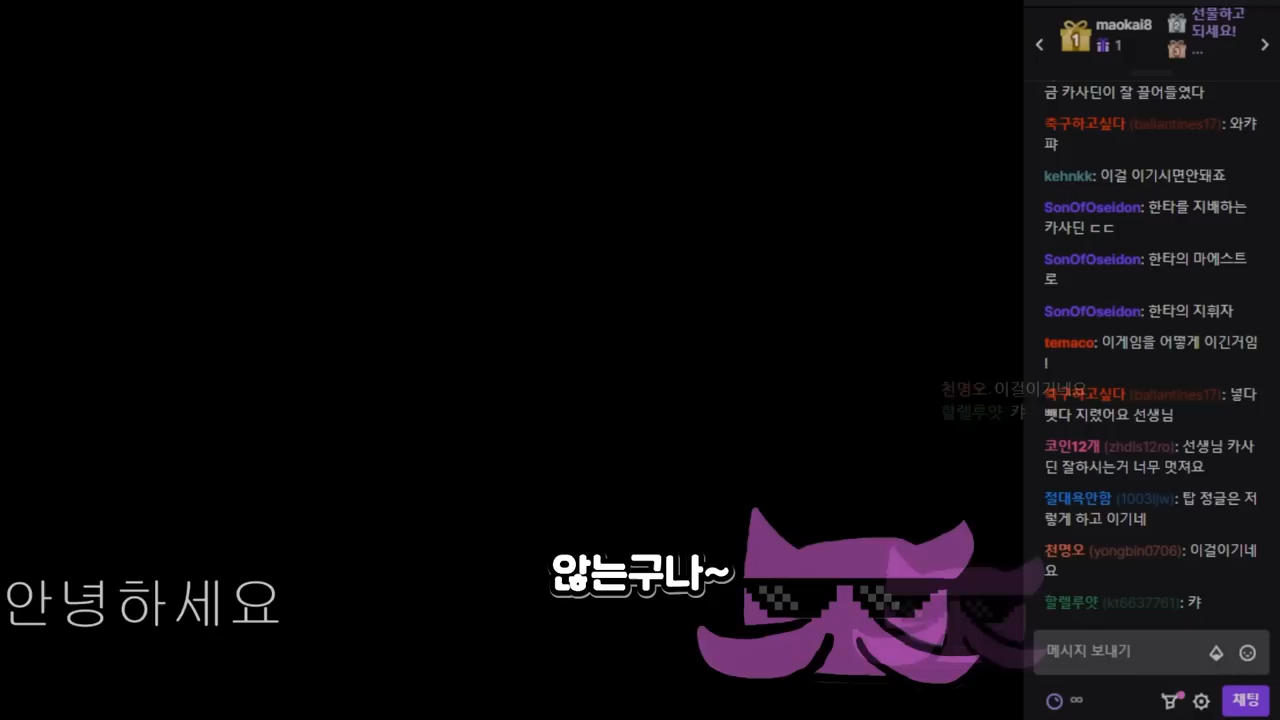 maokai8
1
선물하고
되세요!
...
금 카사딘이 잘 끌어들였다
축구하고싶다 (ballantines17): 와캬
퍄
kehnkk: 이걸 이기시면안돼죠
SonOfOseidon: 한타를 지배하는
카사딘 ㄷㄷ
SonOfOseidon: 한타의 마에스트
로
SonOfOseidon: 한타의 지휘자
temaco: 이게임을 어떻게 이긴거임
l
천명오: 이걸이기네요
할렐루얏 캬
축구하고싶다 (ballantines17): 넣다
뺏다 지렸어요 선생님
코인12개 (zhdls12ro): 선생님 카사
딘 잘하시는거 너무 멋져요
절대욕안함 (1003ljw): 탑 정글은 저
렇게 하고 이기네
천명오 (yongbin0706): 이걸이기네
요
할렐루얏 (kt6637761): 캬
않는구나~
안녕하세요
메시지 보내기
채팅